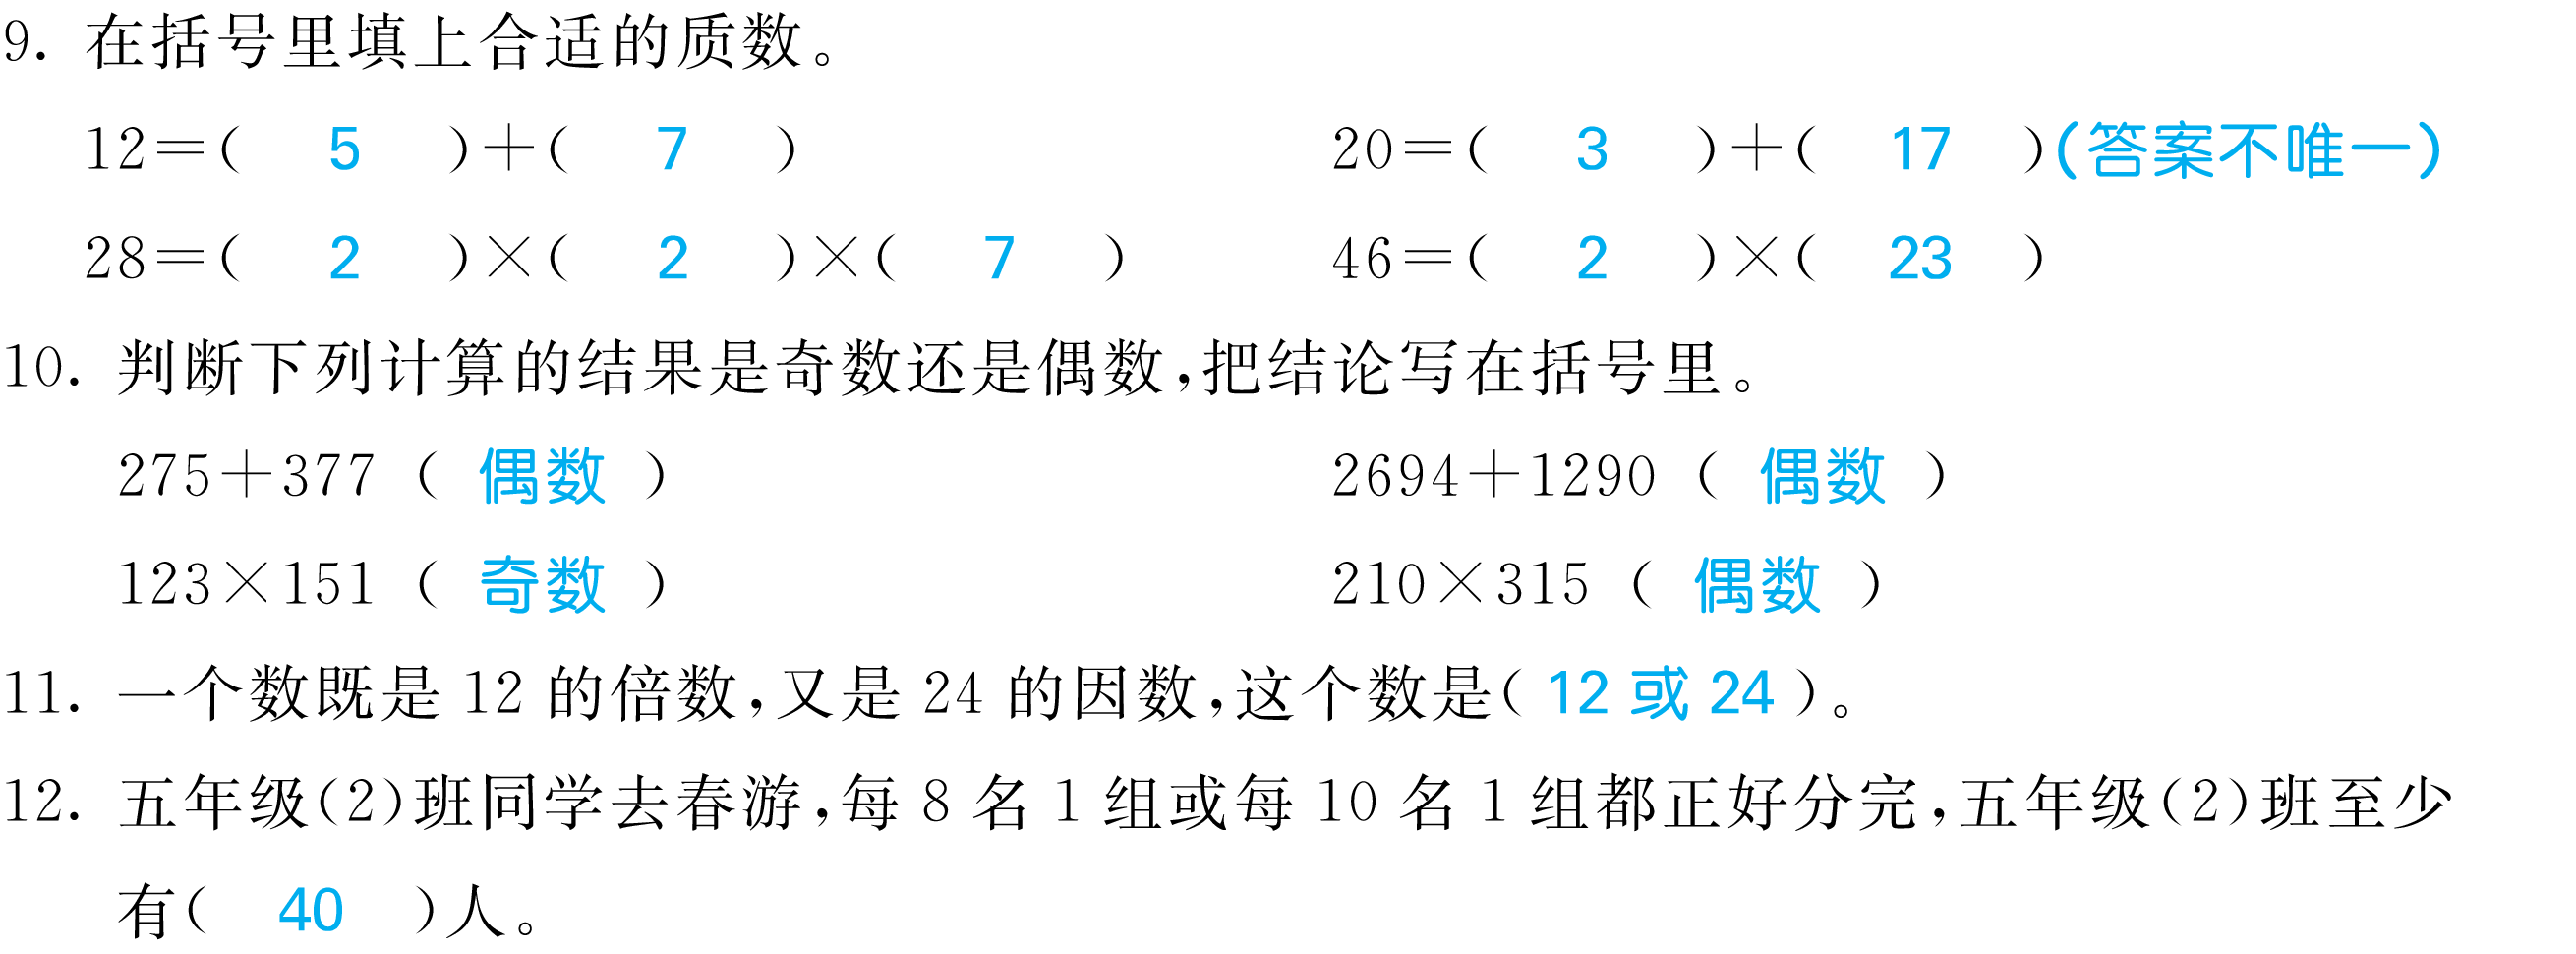 9. 在括号里填上合适的质数。
12=( 5 )+( 7 ) 20=( 3 )+( 17 )(答案不唯一)
28=( 2 )×( 2 )×( 7 ) 46=( 2 )×( 23 )
10. 判断下列计算的结果是奇数还是偶数,把结论写在括号里。
275+377 ( 偶数 ) 2694+1290 ( 偶数 )
123×151 ( 奇数 ) 210×315 ( 偶数 )
11. 一个数既是 12 的倍数,又是 24 的因数,这个数是( 12 或 24 )。
12. 五年级(2)班同学去春游,每 8 名 1 组或每 10 名 1 组都正好分完,五年级(2)班至少
有( 40 )人。